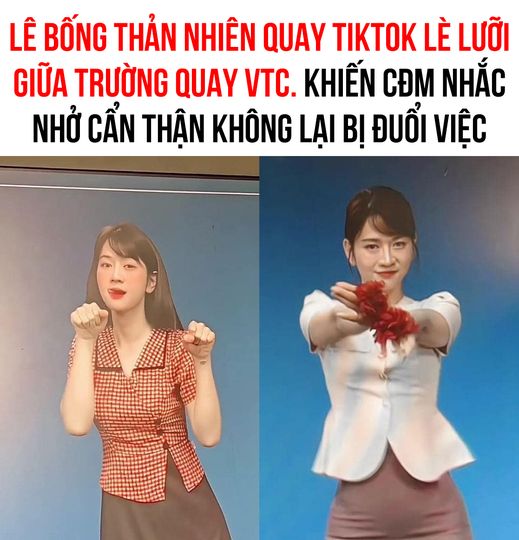 LÊ BỐNG THẢN NHIÊN QUAY TIKTOK LÈ LƯỠI
GIỮA TRƯỜNG QUAY VTC. KHIẾN CĐM NHẮC
NHỞ CẨN THẬN KHÔNG LẠI BỊ ĐUỔI VIỆC